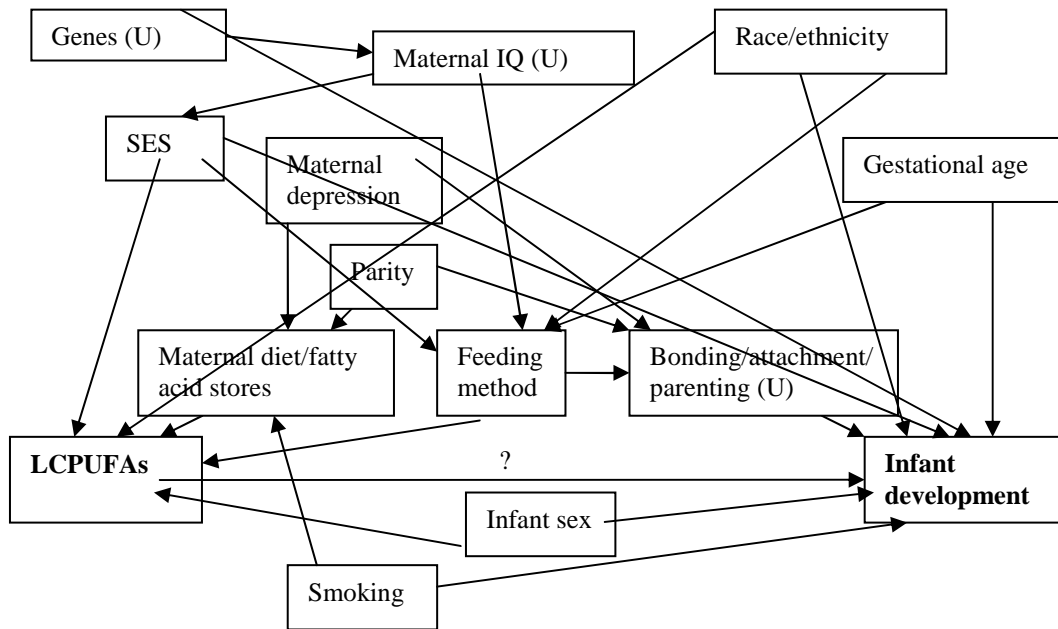 Genes (U)
Maternal IQ (U)
Race/ethnicity
SES
Maternal
depression
Gestational age
Parity
Maternal diet/fatty
acid stores
Feeding
method
Bonding/attachment/
parenting (U)
LCPUFAs
?
Infant
development
Infant sex
Smoking